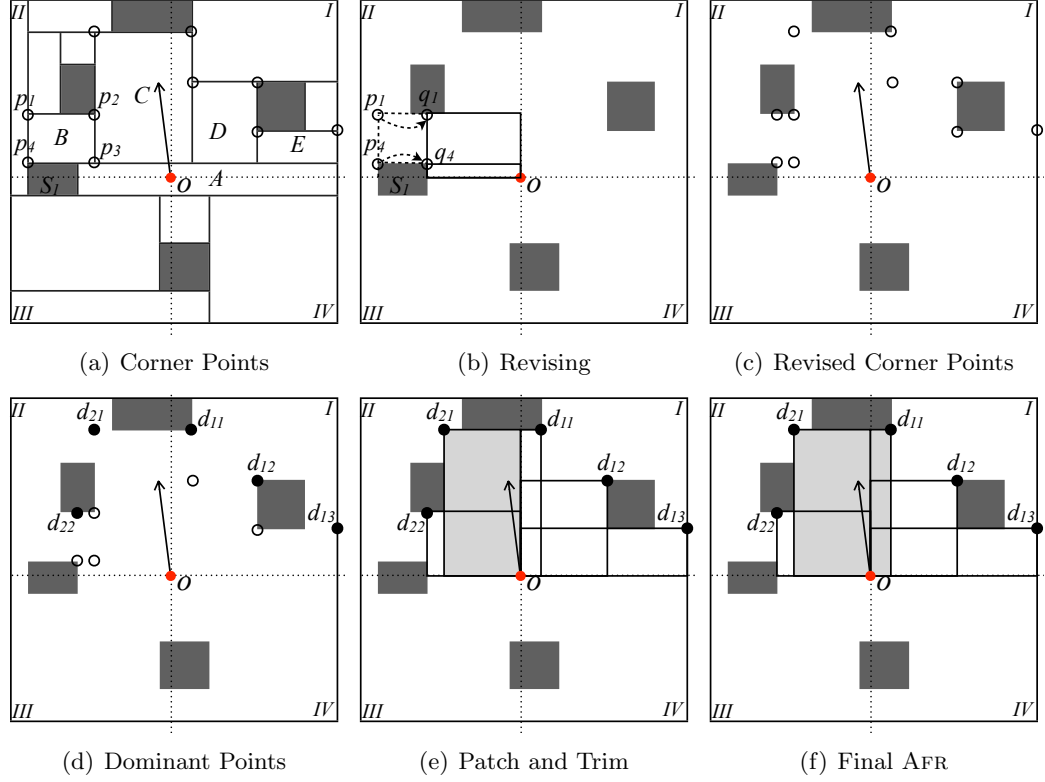 II I
C
p1 p2
B D E
p4 p3
S1 o A
III IV
(a) Corner Points
II I
p1 q1
p4 q4
S1 o
III IV
(b) Revising
II I
o
III IV
(c) Revised Corner Points
II d21 I
d11
d12
d22 d13
o
III IV
(d) Dominant Points
II d21 I
d11
d12
d22 d13
o
III IV
(e) Patch and Trim
II d21 I
d11
d12
d22 d13
o
III IV
(f) Final AFR